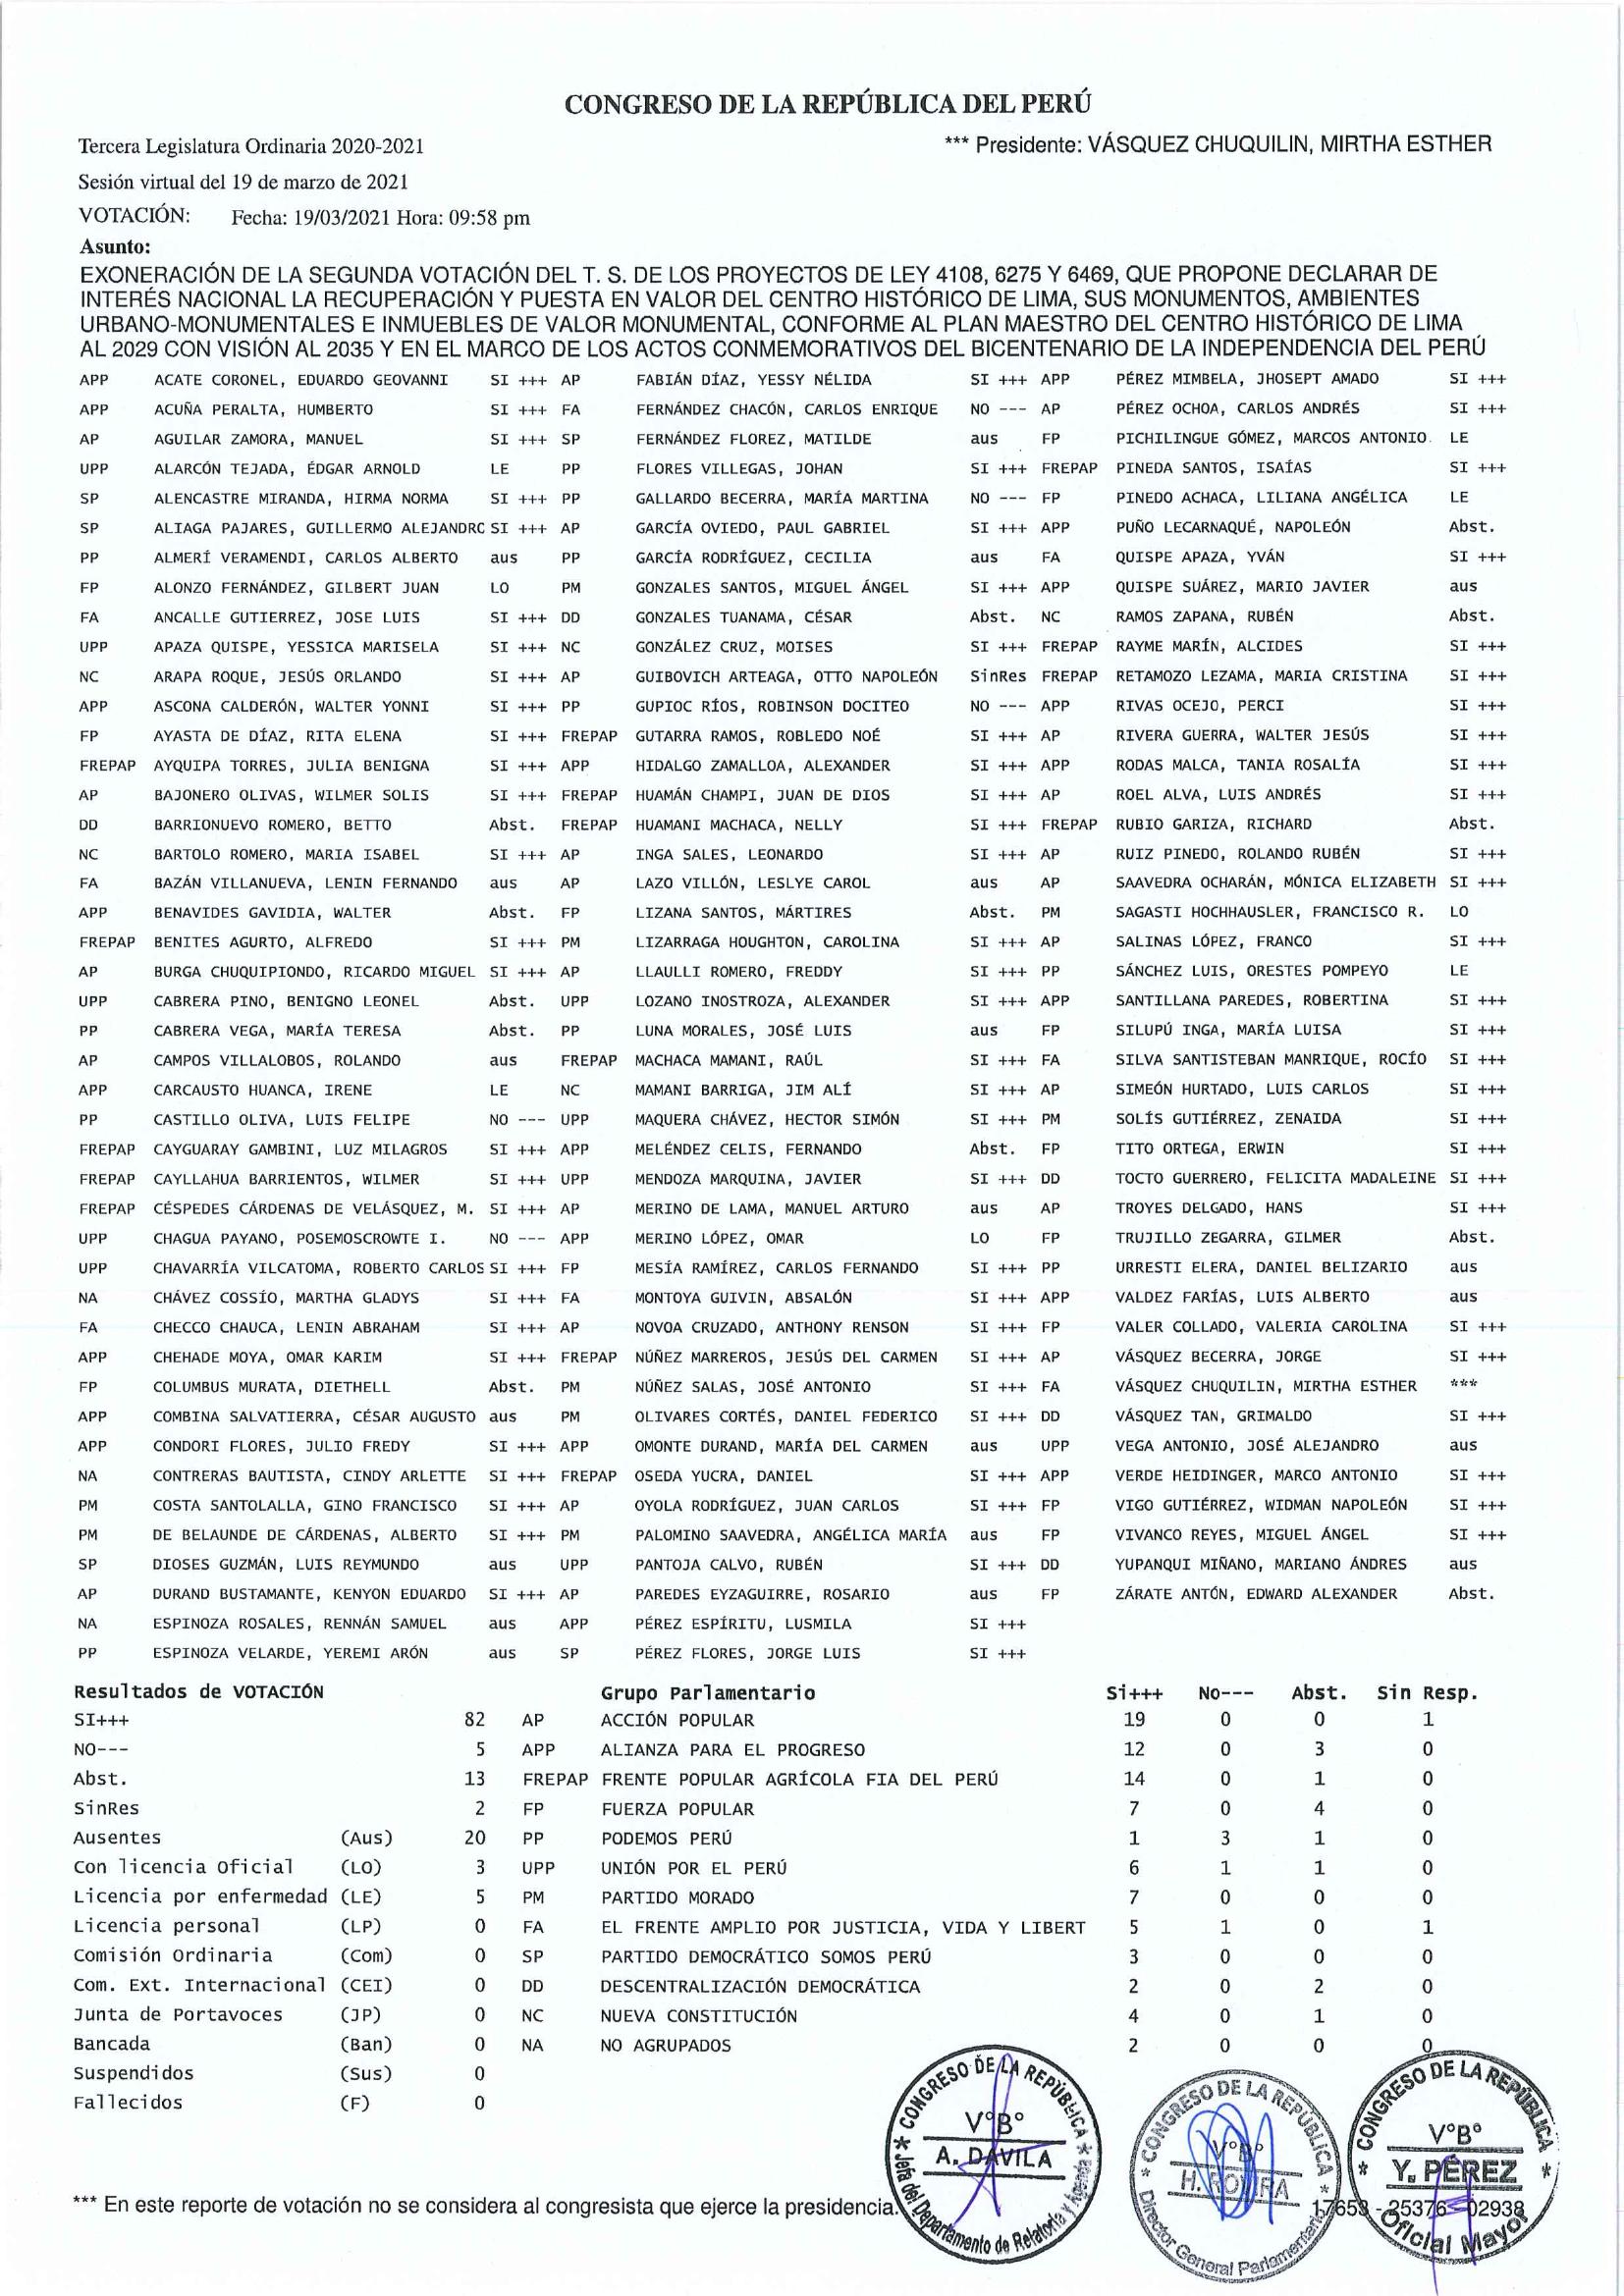 CONGRESO DE LA REPÚBLICA DEL PERÚ
Tercera Legislatura Ordinaria 2020-2021 *** Presidente: VÁSQUEZ CHUQUILIN, MIRTHA ESTHER
Sesión virtual del 19 de marzo de 2021
VOTACIÓN: Fecha: 19/03/2021 Hora: 09:58 pm
Asunto:
EXONERACIÓN DE LA SEGUNDA VOTACIÓN DEL T. S. DE LOS PROYECTOS DE LEY 4108, 6275 Y 6469, QUE PROPONE DECLARAR DE
INTERÉS NACIONAL LA RECUPERACIÓN Y PUESTA EN VALOR DEL CENTRO HISTÓRICO DE LIMA, SUS MONUMENTOS, AMBIENTES
URBANO-MONUMENTALES E INMUEBLES DE VALOR MONUMENTAL, CONFORME AL PLAN MAESTRO DEL CENTRO HISTÓRICO DE LIMA
AL 2029 CON VISIÓN AL 2035 Y EN EL MARCO DE LOS ACTOS CONMEMORATIVOS DEL BICENTENARIO DE LA INDEPENDENCIA DEL PERÚ
APP ACATE CORONEL, EDUARDO GEOVANNI SI +++ AP FABIÁN DÍAZ, YESSY NÉLIDA SI +++ APP PÉREZ MIMBELA, JHOSEPT AMADO SI +++
APP ACUÑA PERALTA, HUMBERTO SI +++ FA FERNÁNDEZ CHACÓN, CARLOS ENRIQUE NO --- AP PÉREZ OCHOA, CARLOS ANDRÉS SI +++
AP AGUILAR ZAMORA, MANUEL SI +++ SP FERNÁNDEZ FLOREZ, MATILDE aus FP PICHILINGUE GÓMEZ, MARCOS ANTONIO LE
UPP ALARCÓN TEJADA, ÉDGAR ARNOLD LE PP FLORES VILLEGAS, JOHAN SI +++ FREPAP PINEDA SANTOS, ISAÍAS SI +++
SP ALENCASTRE MIRANDA, HIRMA NORMA SI +++ PP GALLARDO BECERRA, MARÍA MARTINA NO --- FP PINEDO ACHACA, LILIANA ANGÉLICA LE
SP ALIAGA PAJARES, GUILLERMO ALEJANDRO SI +++ AP GARCÍA OVIEDO, PAUL GABRIEL SI +++ APP PUÑO LECARNAQUÉ, NAPOLEÓN Abst.
PP ALMERÍ VERAMENDI, CARLOS ALBERTO aus PP GARCÍA RODRÍGUEZ, CECILIA aus FA QUISPE APAZA, YVÁN SI +++
FP ALONZO FERNÁNDEZ, GILBERT JUAN LO PM GONZALES SANTOS, MIGUEL ÁNGEL SI +++ APP QUISPE SUÁREZ, MARIO JAVIER aus
FA ANCALLE GUTIERREZ, JOSE LUIS SI +++ DD GONZALES TUANAMA, CÉSAR Abst. NC RAMOS ZAPANA, RUBÉN Abst.
UPP APAZA QUISPE, YESSICA MARISELA SI +++ NC GONZÁLEZ CRUZ, MOISES SI +++ FREPAP RAYME MARÍN, ALCIDES SI +++
NC ARAPA ROQUE, JESÚS ORLANDO SI +++ AP GUIBOVICH ARTEAGA, OTTO NAPOLEÓN SinRes FREPAP RETAMOZO LEZAMA, MARIA CRISTINA SI +++
APP ASCONA CALDERÓN, WALTER YONNI SI +++ PP GUPIOC RÍOS, ROBINSON DOCITEO NO --- APP RIVAS OCEJO, PERCI SI +++
FP AYASTA DE DÍAZ, RITA ELENA SI +++ FREPAP GUTARRA RAMOS, ROBLEDO NOÉ SI +++ AP RIVERA GUERRA, WALTER JESÚS SI +++
FREPAP AYQUIPA TORRES, JULIA BENIGNA SI +++ APP HIDALGO ZAMALLOA, ALEXANDER SI +++ APP RODAS MALCA, TANIA ROSALÍA SI +++
AP BAJONERO OLIVAS, WILMER SOLIS SI +++ FREPAP HUAMÁN CHAMPI, JUAN DE DIOS SI +++ AP ROEL ALVA, LUIS ANDRÉS SI +++
DD BARRIONUEVO ROMERO, BETTO Abst. FREPAP HUAMANI MACHACA, NELLY SI +++ FREPAP RUBIO GARIZA, RICHARD Abst.
NC BARTOLO ROMERO, MARIA ISABEL SI +++ AP INGA SALES, LEONARDO SI +++ AP RUIZ PINEDO, ROLANDO RUBÉN SI +++
FA BAZÁN VILLANUEVA, LENIN FERNANDO aus AP LAZO VILLÓN, LESLYE CAROL aus AP SAAVEDRA OCHARÁN, MÓNICA ELIZABETH SI +++
APP BENAVIDES GAVIDIA, WALTER Abst. FP LIZANA SANTOS, MÁRTIRES Abst. PM SAGASTI HOCHHAUSLER, FRANCISCO R. LO
FREPAP BENITES AGURTO, ALFREDO SI +++ PM LIZARRAGA HOUGHTON, CAROLINA SI +++ AP SALINAS LÓPEZ, FRANCO SI +++
AP BURGA CHUQUIPIONDO, RICARDO MIGUEL SI +++ AP LLAULLI ROMERO, FREDDY SI +++ PP SÁNCHEZ LUIS, ORESTES POMPEYO LE
UPP CABRERA PINO, BENIGNO LEONEL Abst. UPP LOZANO INOSTROZA, ALEXANDER SI +++ APP SANTILLANA PAREDES, ROBERTINA SI +++
PP CABRERA VEGA, MARÍA TERESA Abst. PP LUNA MORALES, JOSÉ LUIS aus FP SILUPÚ INGA, MARÍA LUISA SI +++
AP CAMPOS VILLALOBOS, ROLANDO aus FREPAP MACHACA MAMANI, RAÚL SI +++ FA SILVA SANTISTEBAN MANRIQUE, ROCÍO SI +++
APP CARCAUSTO HUANCA, IRENE LE NC MAMANI BARRIGA, JIM ALÍ SI +++ AP SIMEÓN HURTADO, LUIS CARLOS SI +++
PP CASTILLO OLIVA, LUIS FELIPE NO --- UPP MAQUERA CHÁVEZ, HECTOR SIMÓN SI +++ PM SOLÍS GUTIÉRREZ, ZENAIDA SI +++
FREPAP CAYGUARAY GAMBINI, LUZ MILAGROS SI +++ APP MELÉNDEZ CELIS, FERNANDO Abst. FP TITO ORTEGA, ERWIN SI +++
FREPAP CAYLLAHUA BARRIENTOS, WILMER SI +++ UPP MENDOZA MARQUINA, JAVIER SI +++ DD TOCTO GUERRERO, FELICITA MADALEINE SI +++
FREPAP CÉSPEDES CÁRDENAS DE VELÁSQUEZ, M. SI +++ AP MERINO DE LAMA, MANUEL ARTURO aus AP TROYES DELGADO, HANS SI +++
UPP CHAGUA PAYANO, POSEMOSCROWTE I. NO --- APP MERINO LÓPEZ, OMAR LO FP TRUJILLO ZEGARRA, GILMER Abst.
UPP CHAVARRÍA VILCATOMA, ROBERTO CARLOS SI +++ FP MESÍA RAMÍREZ, CARLOS FERNANDO SI +++ PP URRESTI ELERA, DANIEL BELIZARIO aus
NA CHÁVEZ COSSÍO, MARTHA GLADYS SI +++ FA MONTOYA GUIVIN, ABSALÓN SI +++ APP VALDEZ FARÍAS, LUIS ALBERTO aus
FA CHECCO CHAUCA, LENIN ABRAHAM SI +++ AP NOVOA CRUZADO, ANTHONY RENSON SI +++ FP VALER COLLADO, VALERIA CAROLINA SI +++
APP CHEHADE MOYA, OMAR KARIM SI +++ FREPAP NÚÑEZ MARREROS, JESÚS DEL CARMEN SI +++ AP VÁSQUEZ BECERRA, JORGE SI +++
FP COLUMBUS MURATA, DIETHELL Abst. PM NÚÑEZ SALAS, JOSÉ ANTONIO SI +++ FA VÁSQUEZ CHUQUILIN, MIRTHA ESTHER ***
APP COMBINA SALVATIERRA, CÉSAR AUGUSTO aus PM OLIVARES CORTÉS, DANIEL FEDERICO SI +++ DD VÁSQUEZ TAN, GRIMALDO SI +++
APP CONDORI FLORES, JULIO FREDY SI +++ APP OMONTE DURAND, MARÍA DEL CARMEN aus UPP VEGA ANTONIO, JOSÉ ALEJANDRO aus
NA CONTRERAS BAUTISTA, CINDY ARLETTE SI +++ FREPAP OSEDA YUCRA, DANIEL SI +++ APP VERDE HEIDINGER, MARCO ANTONIO SI +++
PM COSTA SANTOLALLA, GINO FRANCISCO SI +++ AP OYOLA RODRÍGUEZ, JUAN CARLOS SI +++ FP VIGO GUTIÉRREZ, WIDMAN NAPOLEÓN SI +++
PM DE BELAUNDE DE CÁRDENAS, ALBERTO SI +++ PM PALOMINO SAAVEDRA, ANGÉLICA MARÍA aus FP VIVANCO REYES, MIGUEL ÁNGEL SI +++
SP DIOSES GUZMÁN, LUIS REYMUNDO aus UPP PANTOJA CALVO, RUBÉN SI +++ DD YUPANQUI MIÑANO, MARIANO ÁNDRES aus
AP DURAND BUSTAMANTE, KENYON EDUARDO SI +++ AP PAREDES EYZAGUIRRE, ROSARIO aus FP ZÁRATE ANTÓN, EDWARD ALEXANDER Abst.
NA ESPINOZA ROSALES, RENNÁN SAMUEL aus APP PÉREZ ESPÍRITU, LUSMILA SI +++
PP ESPINOZA VELARDE, YEREMI ARÓN aus SP PÉREZ FLORES, JORGE LUIS SI +++
Resultados de VOTACIÓN Grupo Parlamentario Si+++ No--- Abst. Sin Resp.
SI+++ 82 AP ACCIÓN POPULAR 19 0 0 1
NO--- 5 APP ALIANZA PARA EL PROGRESO 12 0 3 0
Abst. 13 FREPAP FRENTE POPULAR AGRÍCOLA FIA DEL PERÚ 14 0 1 0
SinRes 2 FP FUERZA POPULAR 7 0 4 0
Ausentes (Aus) 20 PP PODEMOS PERÚ 1 3 1 0
Con licencia Oficial (LO) 3 UPP UNIÓN POR EL PERÚ 6 1 1 0
Licencia por enfermedad (LE) 5 PM PARTIDO MORADO 7 0 0 0
Licencia personal (LP) 0 FA EL FRENTE AMPLIO POR JUSTICIA, VIDA Y LIBERT 5 1 0 1
Comisión Ordinaria (Com) 0 SP PARTIDO DEMOCRÁTICO SOMOS PERÚ 3 0 0 0
Com. Ext. Internacional (CEI) 0 DD DESCENTRALIZACIÓN DEMOCRÁTICA 2 0 2 0
Junta de Portavoces (JP) 0 NC NUEVA CONSTITUCIÓN 4 0 1 0
Bancada (Ban) 0 NA NO AGRUPADOS 2 0 0 0
Suspendidos (Sus) 0
Fallecidos (F) 0
* CONGRESO DE LA REPÚBLICA *
V°B°
A. DÁVILA
Jefa del Departamento de Relatoría y Agenda
* CONGRESO DE LA REPÚBLICA *
V°B°
H.
Director General Parlamentario
* CONGRESO DE LA REPÚBLICA *
V°B°
Y. PÉREZ
Oficial Mayor
*** En este reporte de votación no se considera al congresista que ejerce la presidencia. 17653 - 25376 - 02938